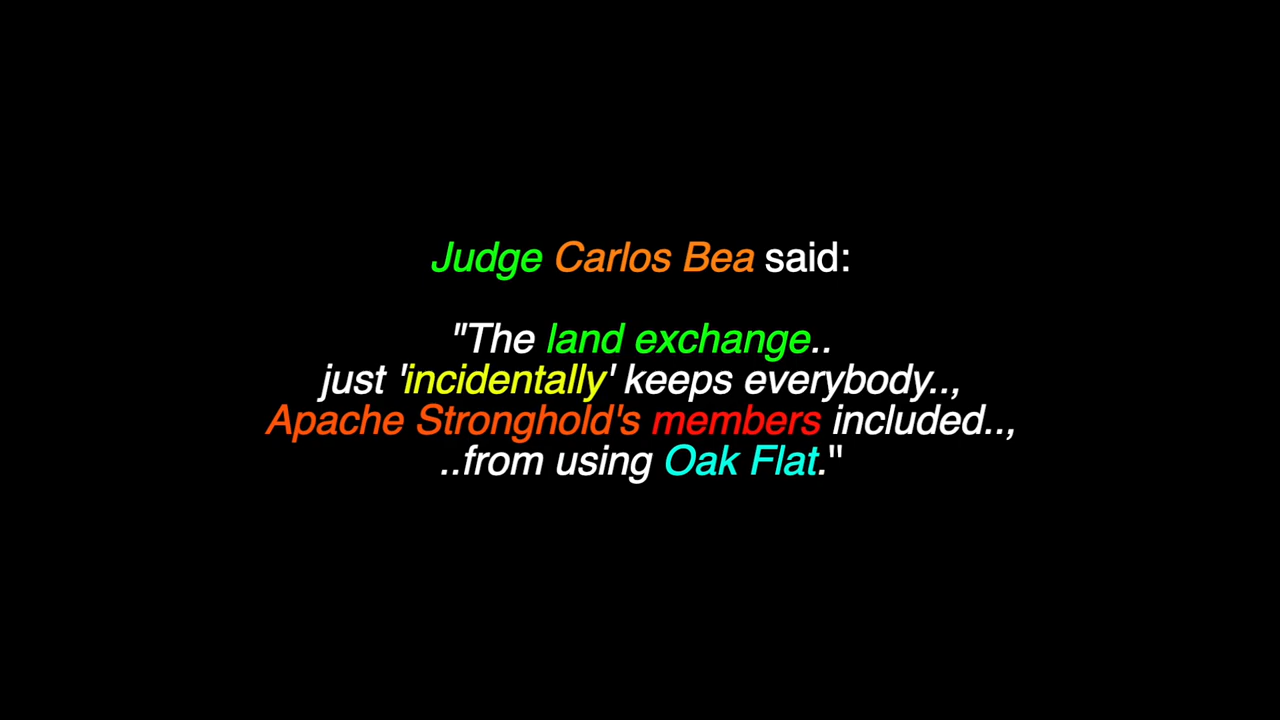 Judge Carlos Bea said:
"The land exchange..
just 'incidentally' keeps everybody..,
Apache Stronghold's members included..,
..from using Oak Flat."